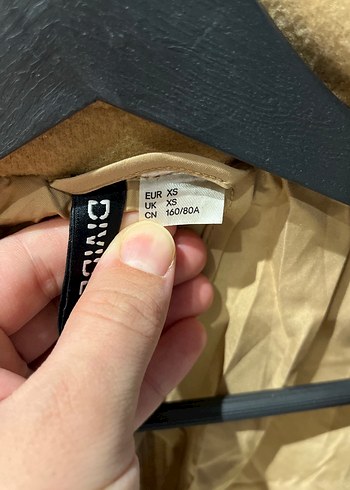 EUR XS
UK XS
CN 160/80A